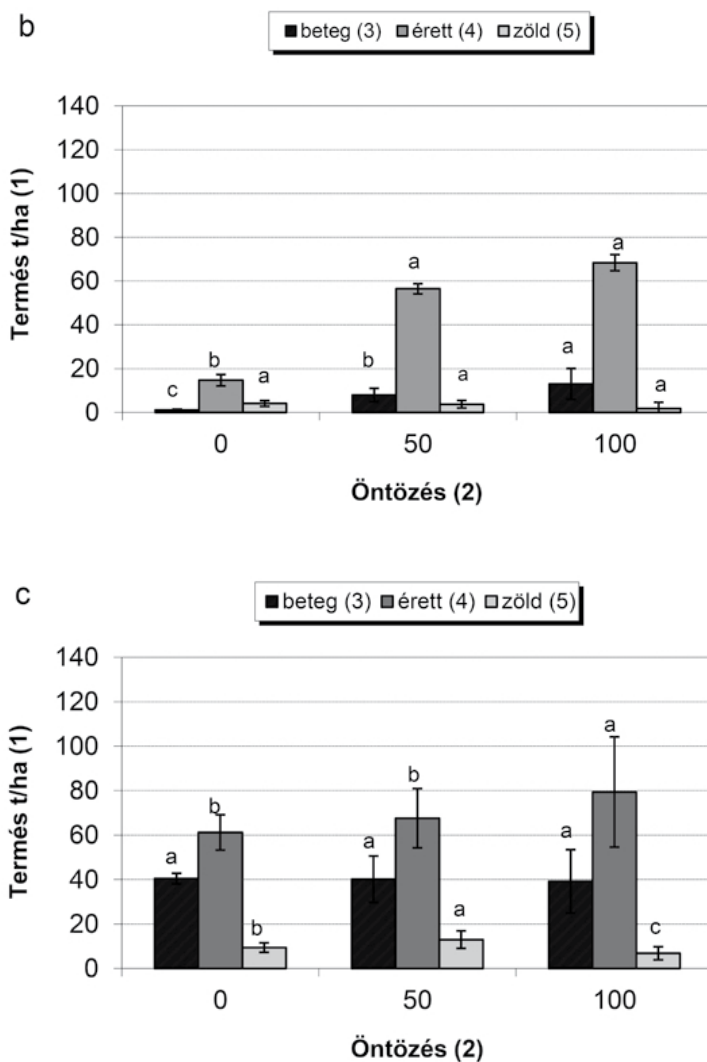 b
beteg (3) érett (4) zöld (5)
140
120
100
80
60
40
20
0
Termés t/ha (1)
c b a
b a a
a a a
0 50 100
Öntözés (2)
c
beteg (3) érett (4) zöld (5)
140
120
100
80
60
40
20
0
Termés t/ha (1)
a b b
a b a
a a c
0 50 100
Öntözés (2)